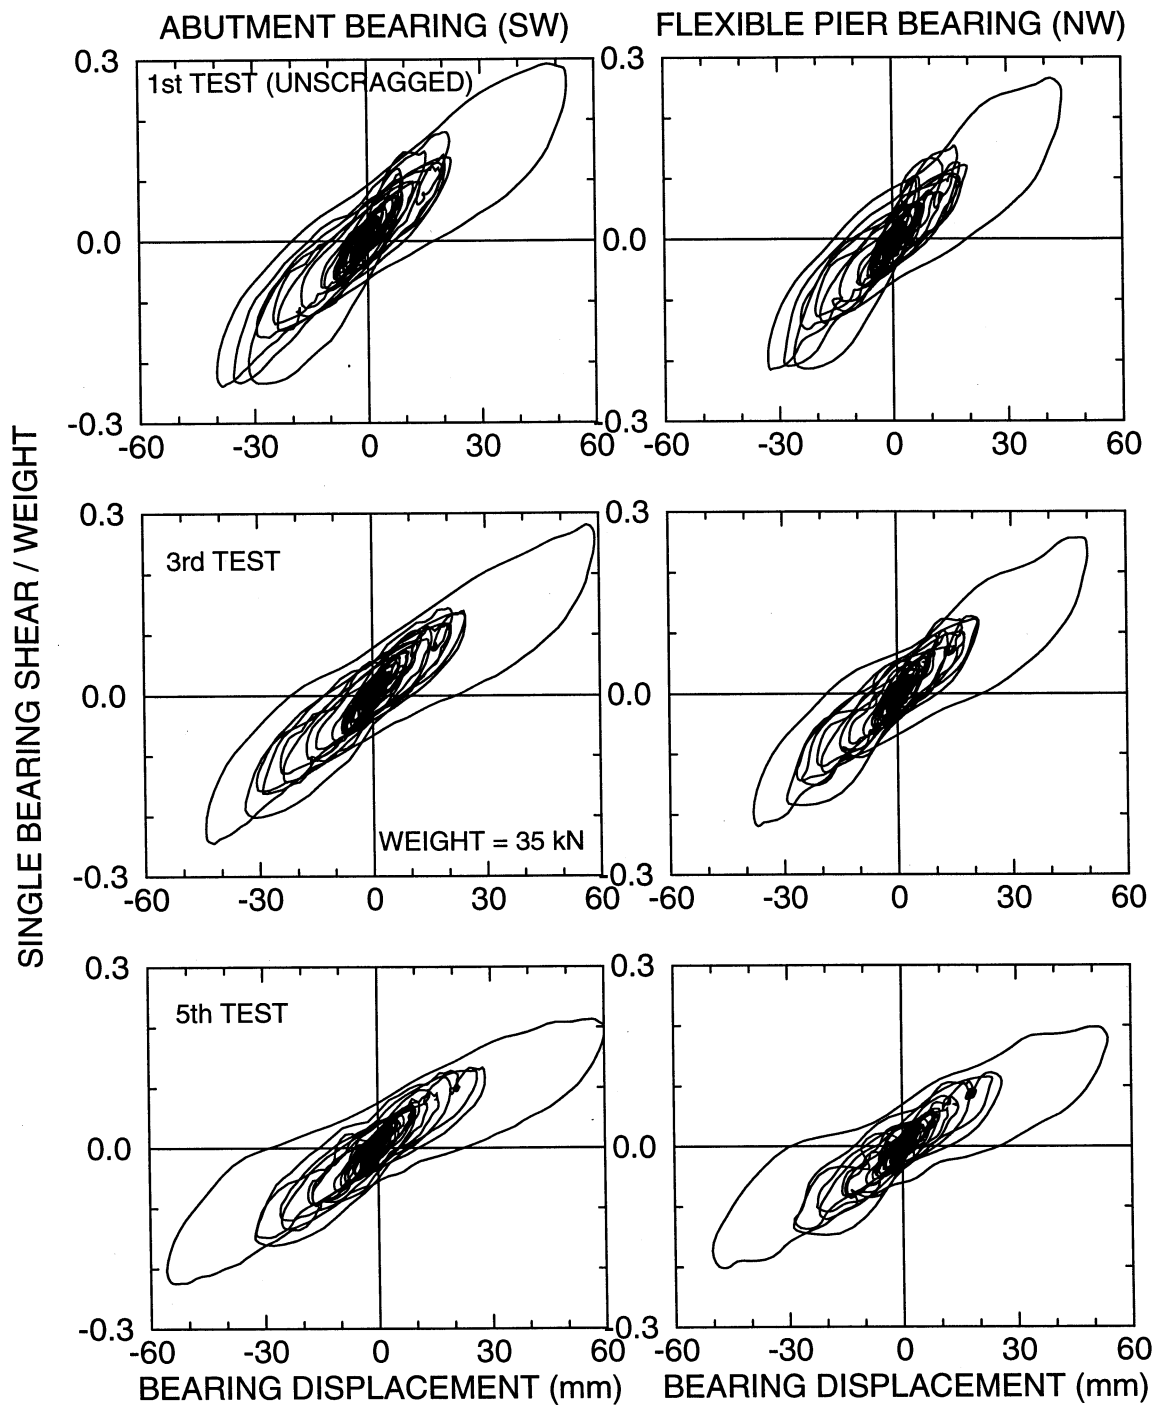 ABUTMENT BEARING (SW) FLEXIBLE PIER BEARING (NW)
0.3 0.3
1st TEST (UNSCRAGGED)
0.0 0.0
-0.3 -0.3
-60 -30 0 30 60 -60 -30 0 30 60
SINGLE BEARING SHEAR / WEIGHT
0.3 0.3
3rd TEST
0.0 0.0
WEIGHT = 35 kN
-0.3 -0.3
-60 -30 0 30 60 -60 -30 0 30 60
0.3 0.3
5th TEST
0.0 0.0
-0.3 -0.3
-60 -30 0 30 60 -60 -30 0 30 60
BEARING DISPLACEMENT (mm) BEARING DISPLACEMENT (mm)